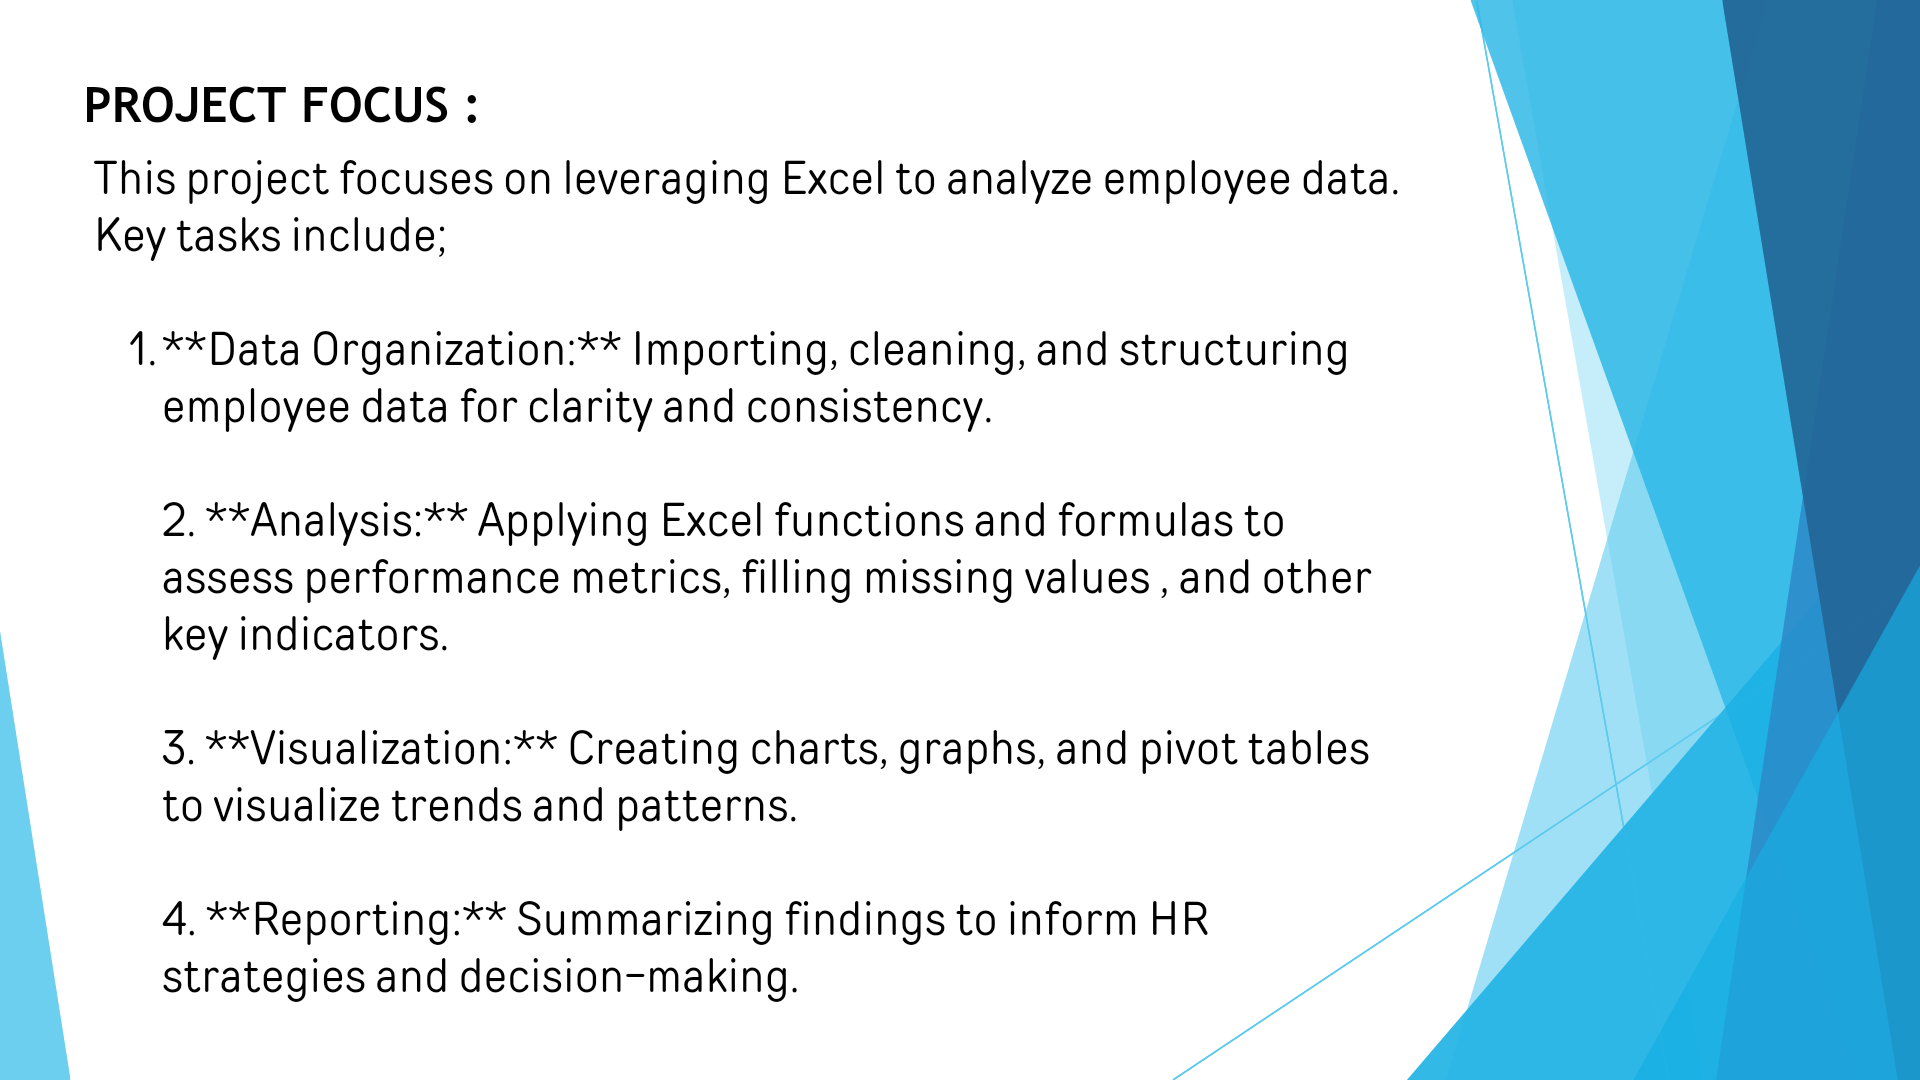 PROJECT FOCUS :
This project focuses on leveraging Excel to analyze employee data.
Key tasks include;
1. **Data Organization:** Importing, cleaning, and structuring
employee data for clarity and consistency.
2. **Analysis:** Applying Excel functions and formulas to
assess performance metrics, filling missing values , and other
key indicators.
3. **Visualization:** Creating charts, graphs, and pivot tables
to visualize trends and patterns.
4. **Reporting:** Summarizing findings to inform HR
strategies and decision-making.